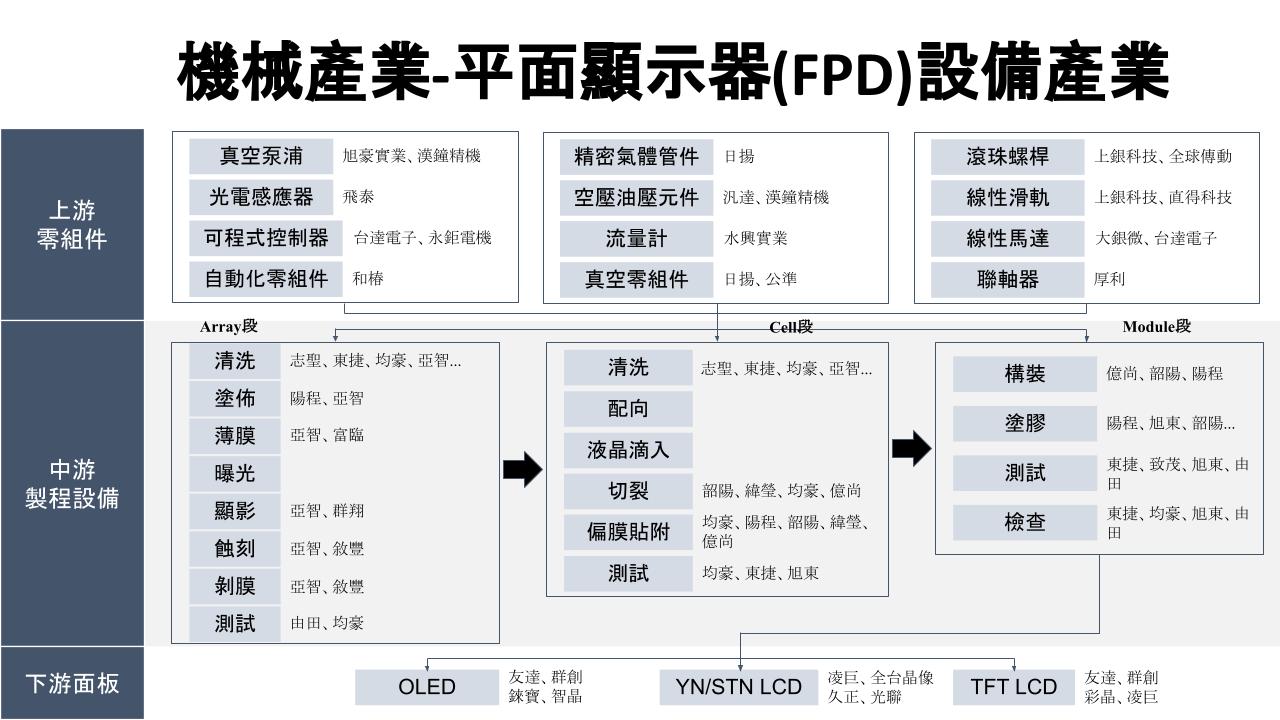 機械產業-平面顯示器(FPD)設備產業
上游
零組件
真空泵浦 旭豪實業、漢鐘精機
光電感應器 飛泰
可程式控制器 台達電子、永鉅電機
自動化零組件 和椿
精密氣體管件 日揚
空壓油壓元件 汎達、漢鐘精機
流量計 水興實業
真空零組件 日揚、公準
滾珠螺桿 上銀科技、全球傳動
線性滑軌 上銀科技、直得科技
線性馬達 大銀微、台達電子
聯軸器 厚利
中游
製程設備
Array段
清洗 志聖、東捷、均豪、亞智...
塗佈 陽程、亞智
薄膜 亞智、富臨
曝光
顯影 亞智、群翔
蝕刻 亞智、敘豐
剝膜 亞智、敘豐
測試 由田、均豪
Cell段
清洗 志聖、東捷、均豪、亞智...
配向
液晶滴入
切裂 韶陽、緯瑩、均豪、億尚
偏膜貼附 均豪、陽程、韶陽、緯瑩、
億尚
測試 均豪、東捷、旭東
Module段
構裝 億尚、韶陽、陽程
塗膠 陽程、旭東、韶陽...
測試 東捷、致茂、旭東、由
田
檢查 東捷、均豪、旭東、由
田
下游面板
OLED 友達、群創
錸寶、智晶
YN/STN LCD 凌巨、全台晶像
久正、光聯
TFT LCD 友達、群創
彩晶、凌巨